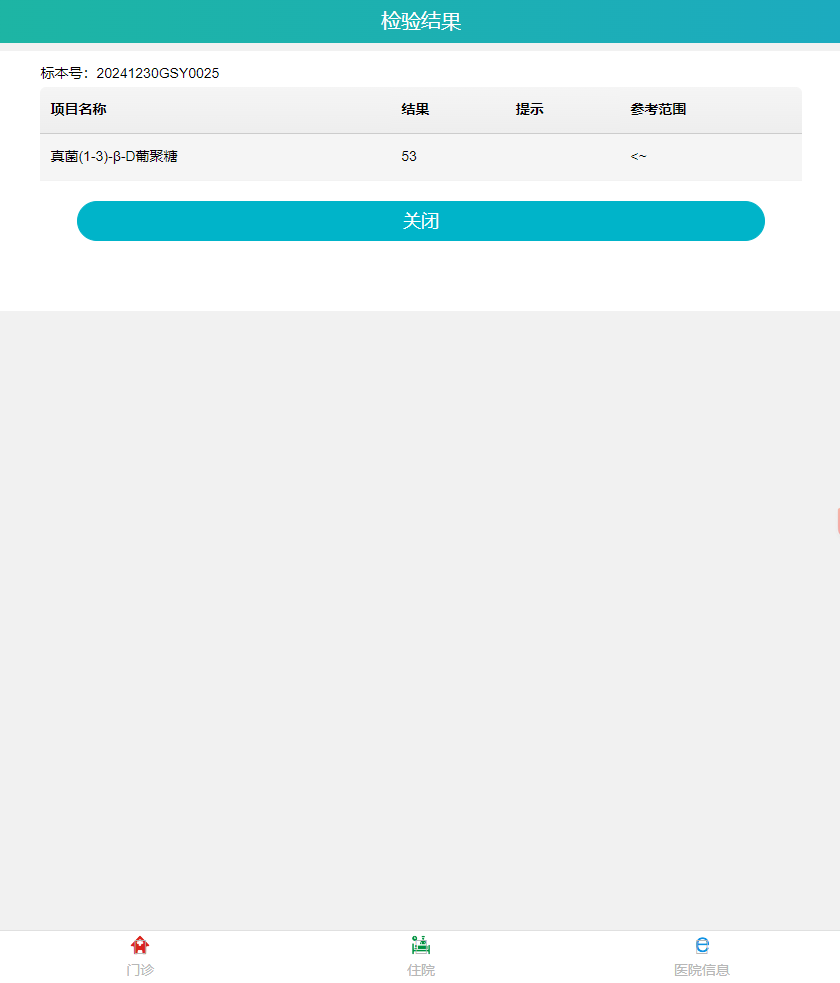 检验结果
标本号：20241230GSY0025
项目名称 结果 提示 参考范围
真菌(1-3)-β-D葡聚糖 53 <~
关闭
门诊 住院 医院信息